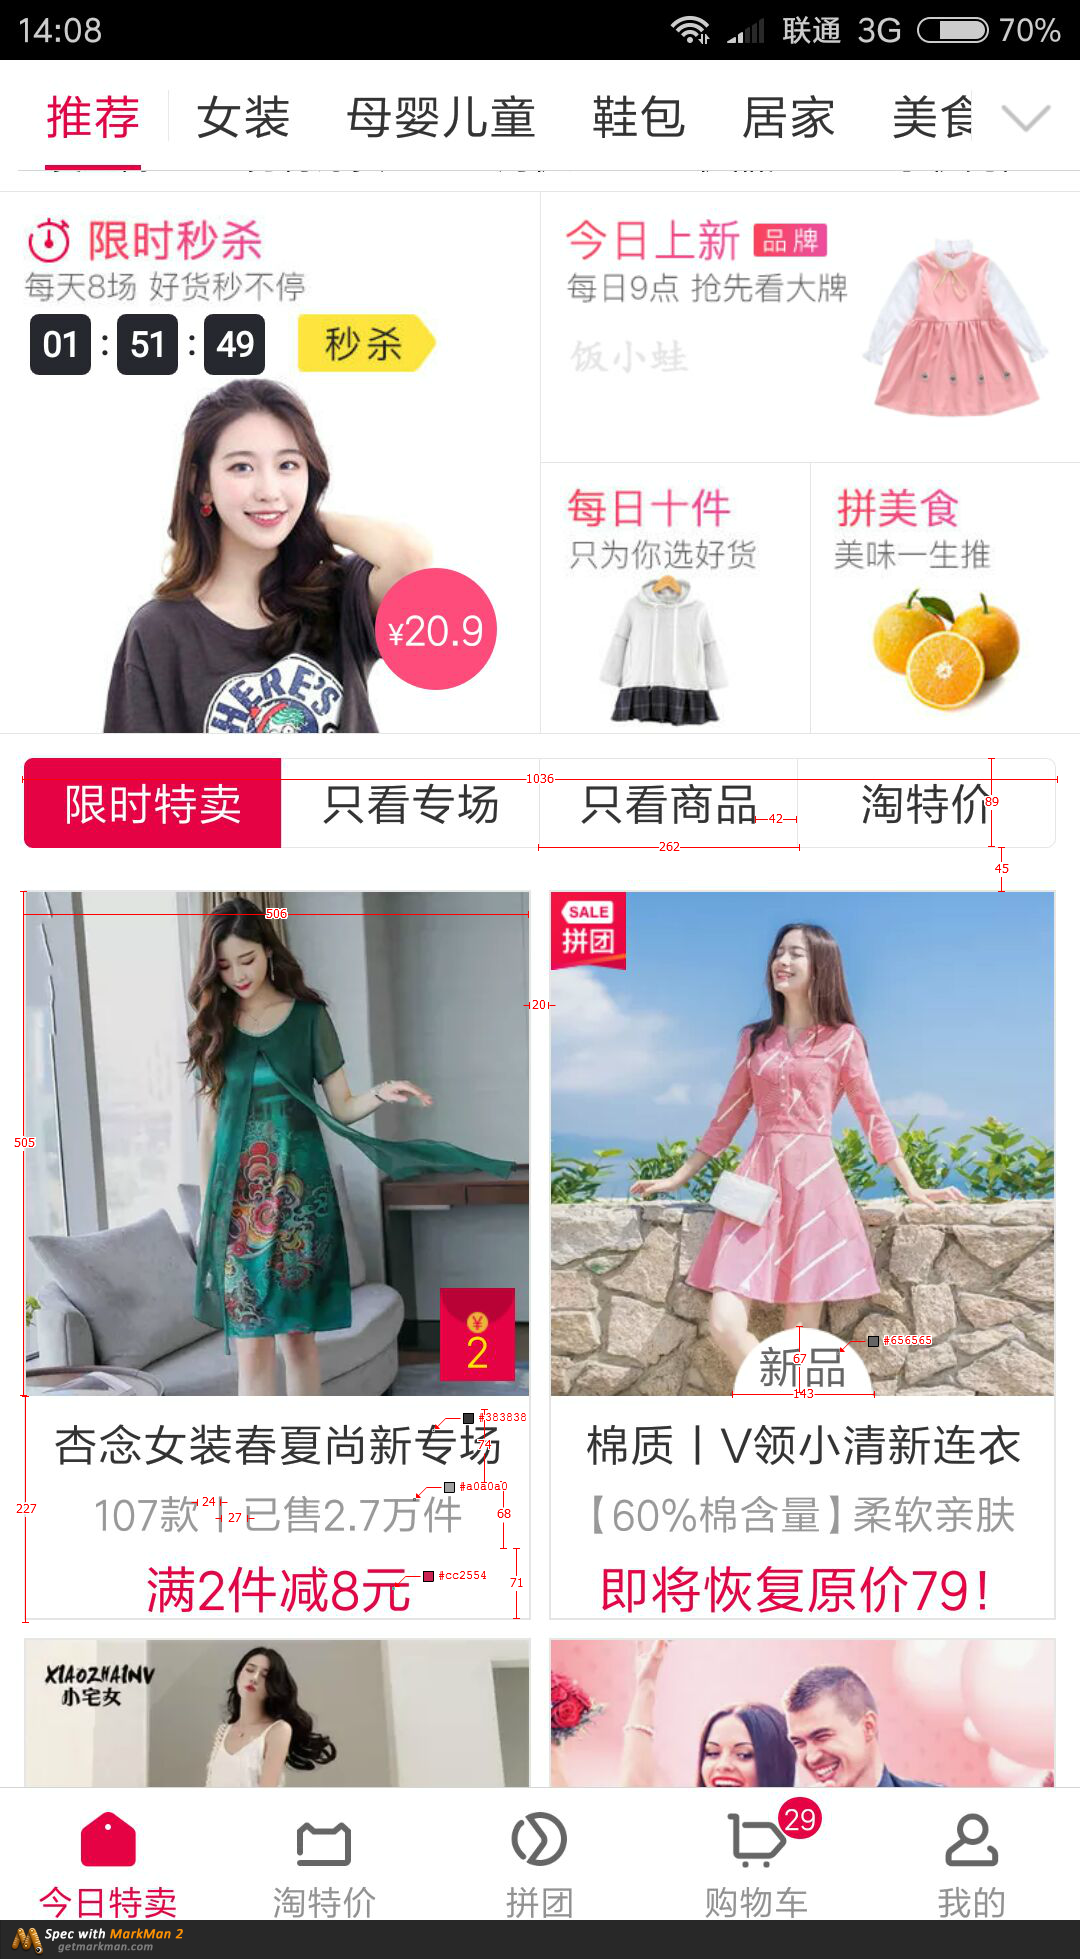 14:08 联通 3G 70%
推荐 女装 母婴儿童 鞋包 居家 美食
限时秒杀
每天8场 好货秒不停
01 : 51 : 49 秒杀
¥20.9
今日上新 品牌
每日9点 抢先看大牌
饭小蛙
每日十件
只为你选好货
拼美食
美味一生推
HERE'S
1036
限时特卖 只看专场 只看商品 淘特价
89
42
262
45
506
SALE
拼团
20
505
¥
2
新品
67
#656565
143
杏念女装春夏尚新专场
#383838
74
107款丨已售2.7万件
#a0a0a0
24
27
68
227
满2件减8元
#cc2554
71
棉质丨V领小清新连衣
【60%棉含量】柔软亲肤
即将恢复原价79!
XIAOZHAINV
小宅女
29
今日特卖 淘特价 拼团 购物车 我的
Spec with MarkMan 2
getmarkman.com